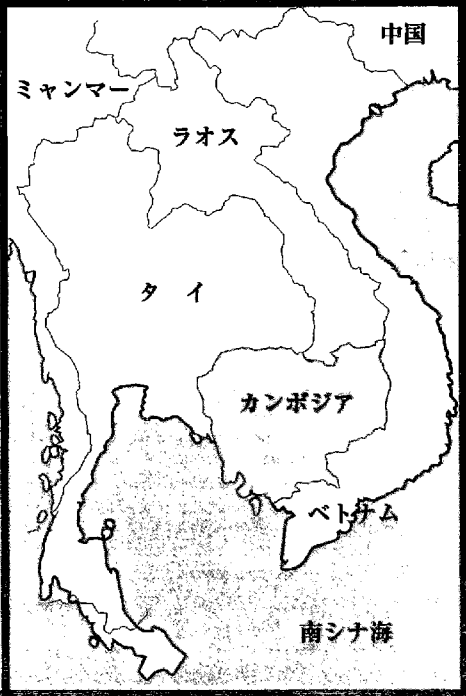 中国
ミャンマー
ラオス
タイ
カンボジア
ベトナム
南シナ海